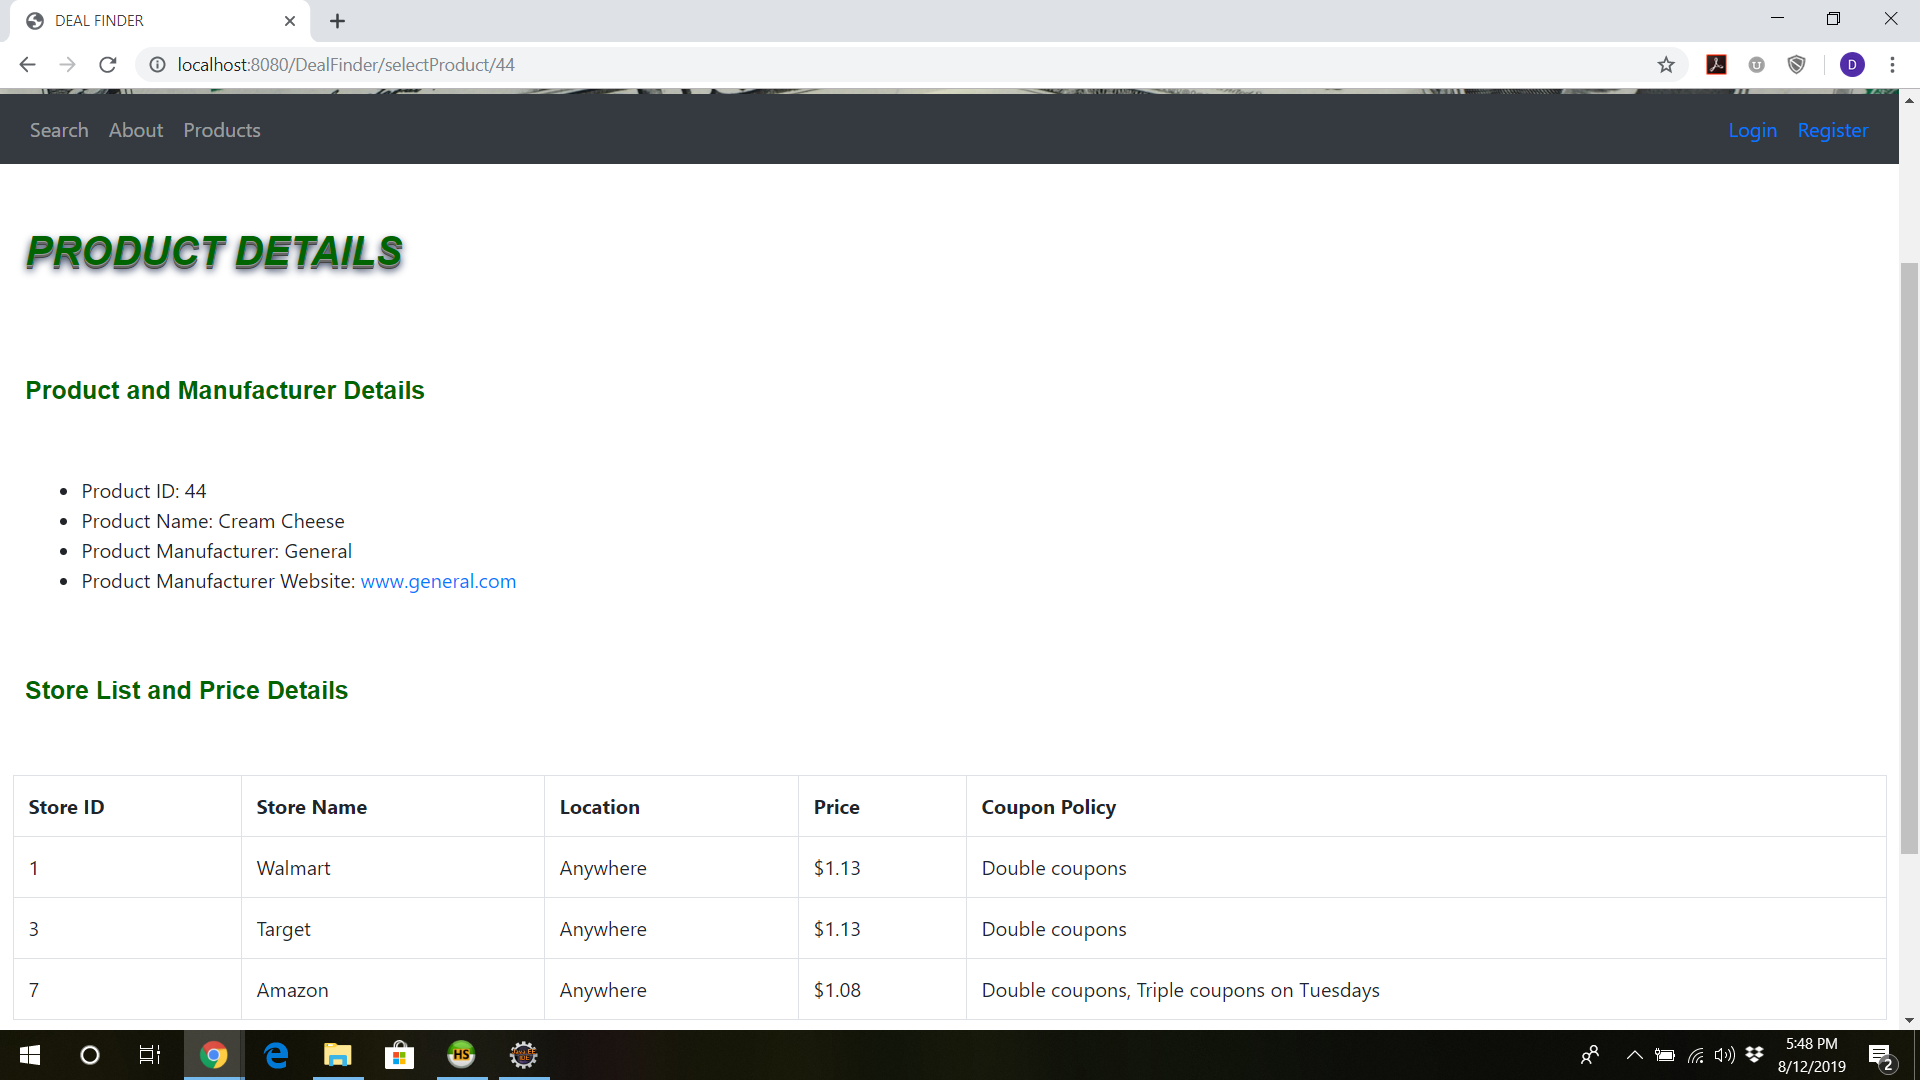 DEAL FINDER
localhost:8080/DealFinder/selectProduct/44
D
Search About Products Login Register
PRODUCT DETAILS
Product and Manufacturer Details
• Product ID: 44
• Product Name: Cream Cheese
• Product Manufacturer: General
• Product Manufacturer Website: www.general.com
Store List and Price Details
Store ID Store Name Location Price Coupon Policy
1 Walmart Anywhere $1.13 Double coupons
3 Target Anywhere $1.13 Double coupons
7 Amazon Anywhere $1.08 Double coupons, Triple coupons on Tuesdays
HS
5:48 PM
8/12/2019
2